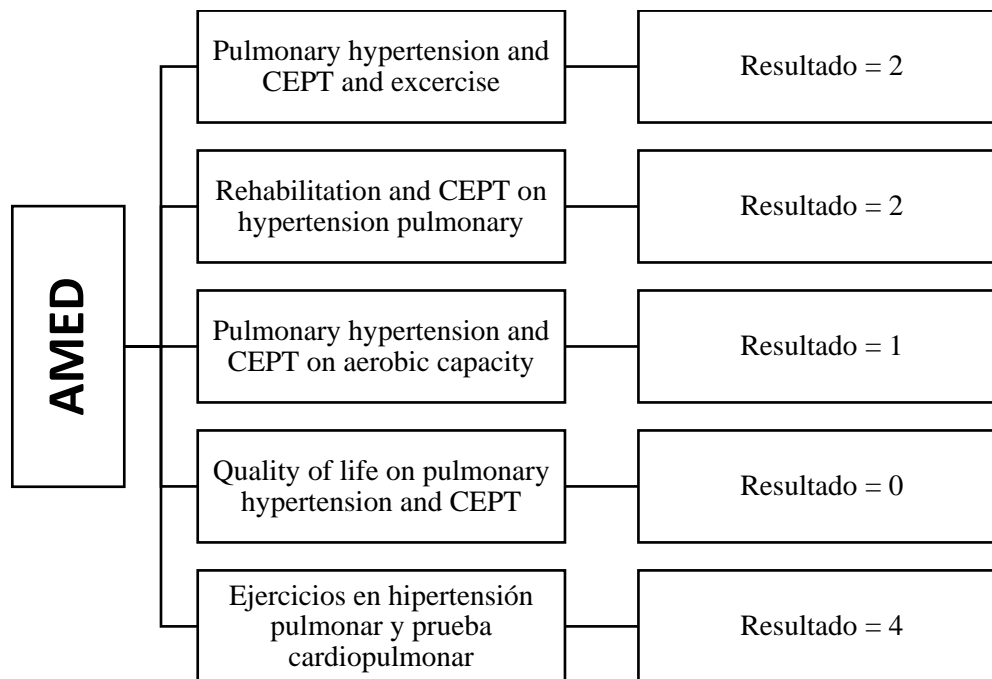 AMED
Pulmonary hypertension and
CEPT and excercise
Resultado = 2
Rehabilitation and CEPT on
hypertension pulmonary
Resultado = 2
Pulmonary hypertension and
CEPT on aerobic capacity
Resultado = 1
Quality of life on pulmonary
hypertension and CEPT
Resultado = 0
Ejercicios en hipertensión
pulmonar y prueba
cardiopulmonar
Resultado = 4